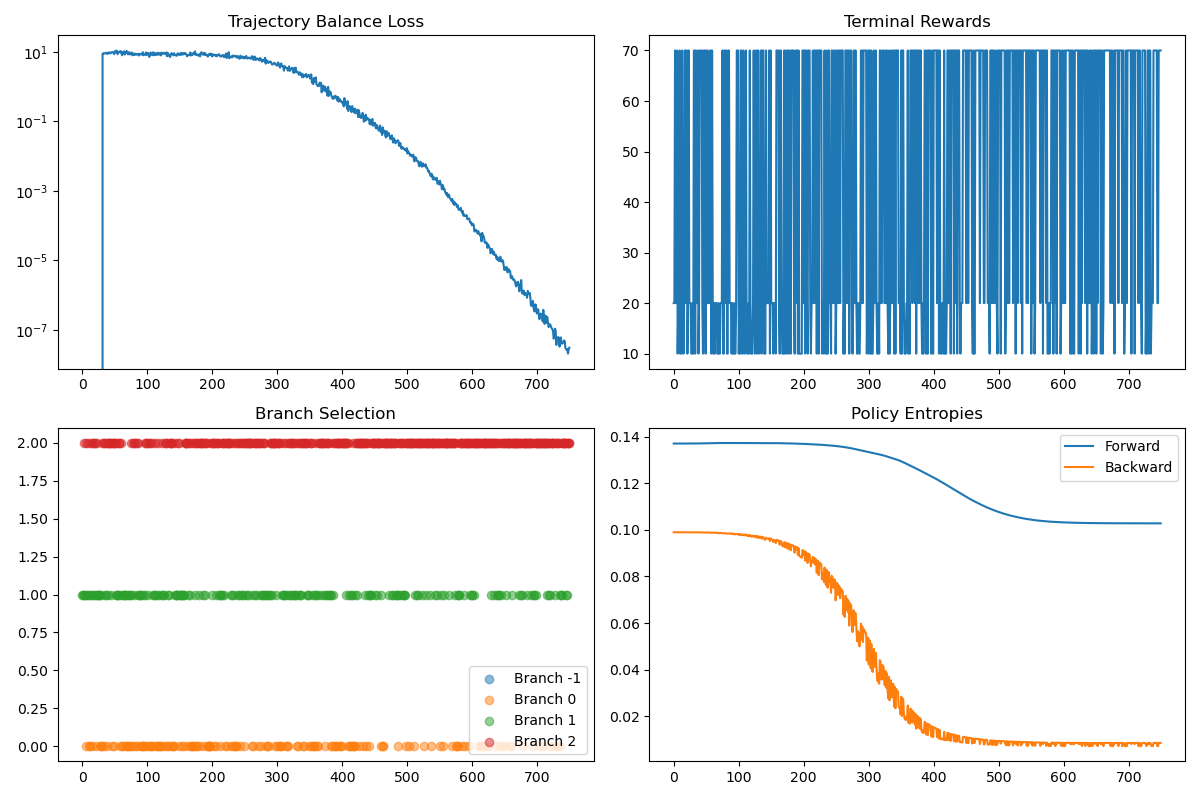 Trajectory Balance Loss
10¹
10⁻¹
10⁻³
10⁻⁵
10⁻⁷
0 100 200 300 400 500 600 700
Terminal Rewards
70
60
50
40
30
20
10
0 100 200 300 400 500 600 700
Branch Selection
2.00
1.75
1.50
1.25
1.00
0.75
0.50
0.25
0.00
0 100 200 300 400 500 600 700
Branch -1
Branch 0
Branch 1
Branch 2
Policy Entropies
0.14
0.12
0.10
0.08
0.06
0.04
0.02
0 100 200 300 400 500 600 700
Forward
Backward